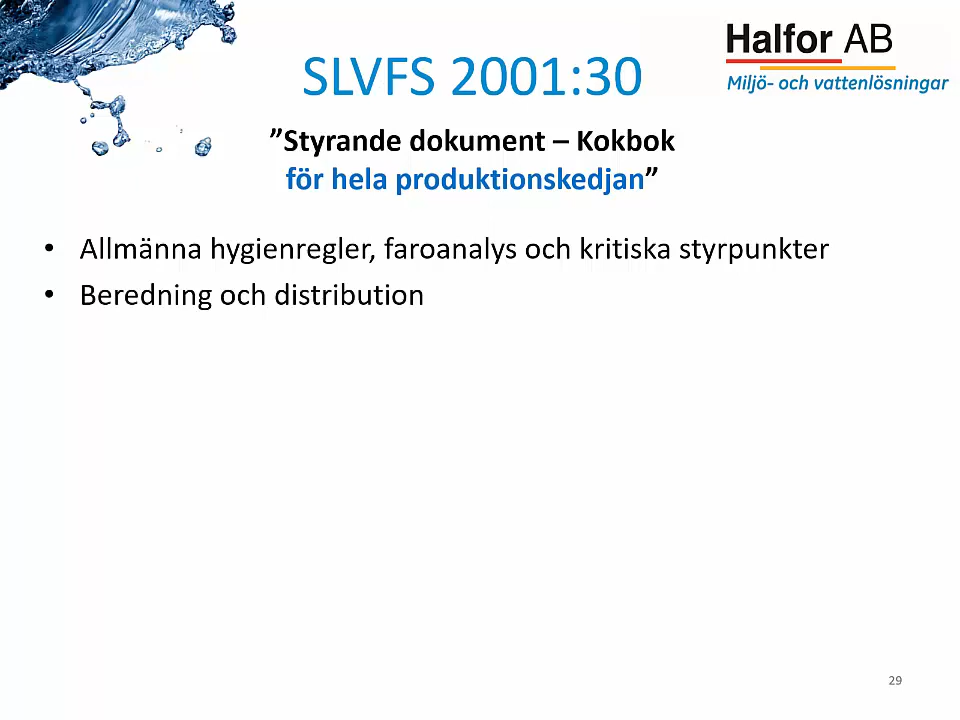 Halfor AB
Miljö- och vattenlösningar
SLVFS 2001:30
”Styrande dokument – Kokbok
för hela produktionskedjan”
• Allmänna hygienregler, faroanalys och kritiska styrpunkter
• Beredning och distribution
29